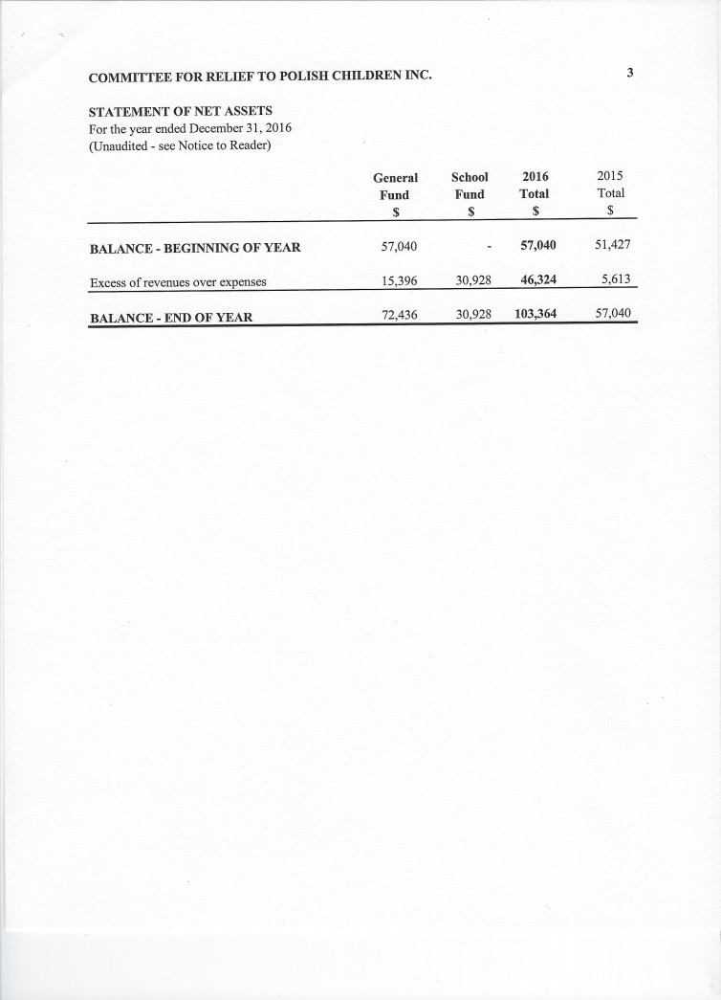 COMMITTEE FOR RELIEF TO POLISH CHILDREN INC. 3
STATEMENT OF NET ASSETS
For the year ended December 31, 2016
(Unaudited - see Notice to Reader)
General School 2016 2015
Fund Fund Total Total
$ $ $ $
BALANCE - BEGINNING OF YEAR 57,040 - 57,040 51,427
Excess of revenues over expenses 15,396 30,928 46,324 5,613
BALANCE - END OF YEAR 72,436 30,928 103,364 57,040